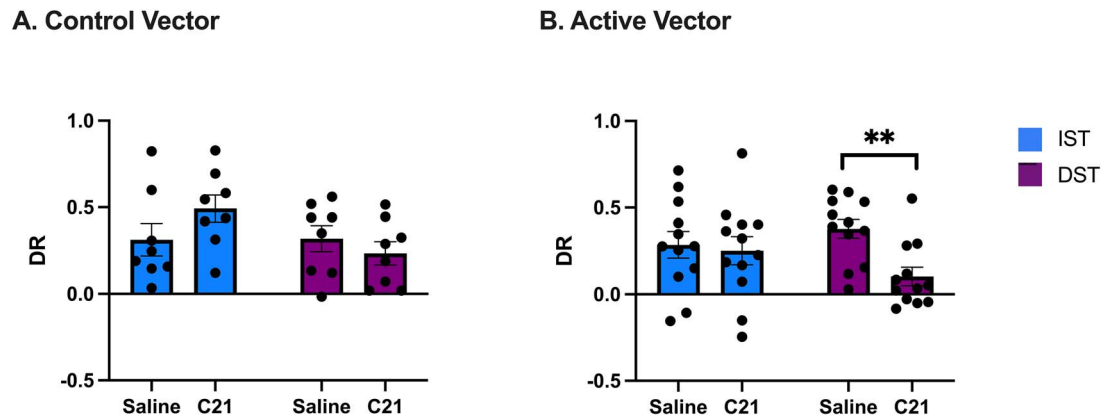 A. Control Vector
B. Active Vector
1.0
0.5
0.0
-0.5
DR
Saline C21 Saline C21
1.0
0.5
0.0
-0.5
DR
**
Saline C21 Saline C21
IST
DST